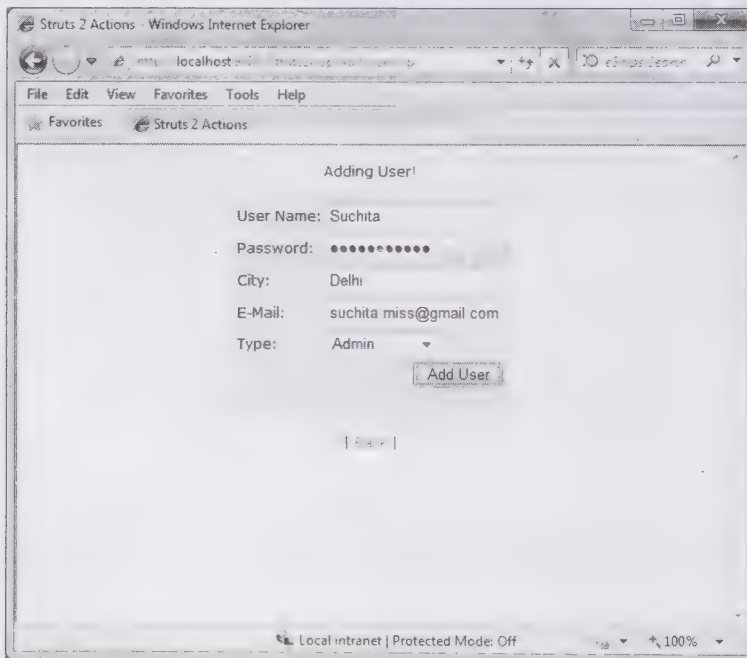 Struts 2 Actions - Windows Internet Explorer
localhost
File Edit View Favorites Tools Help
Favorites Struts 2 Actions
Adding User!
User Name: Suchita
Password: ●●●●●●●●●●●
City: Delhi
E-Mail: suchita miss@gmail com
Type: Admin
Add User
Local intranet | Protected Mode: Off 100%